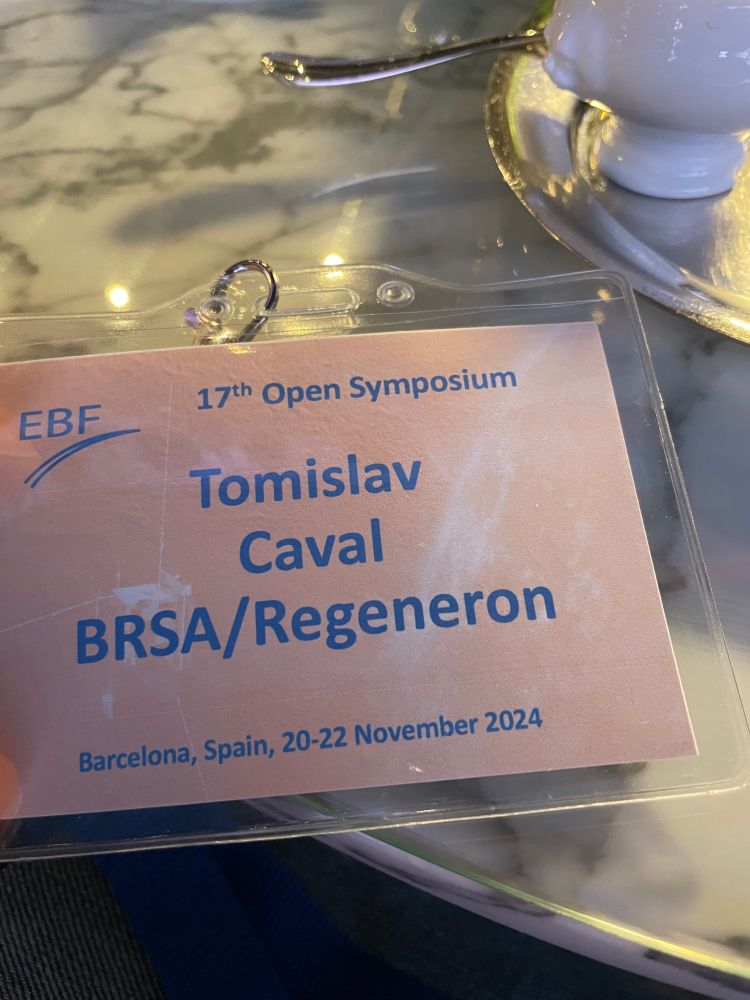 EBF
17th Open Symposium
Tomislav
Caval
BRSA/Regeneron
Barcelona, Spain, 20-22 November 2024